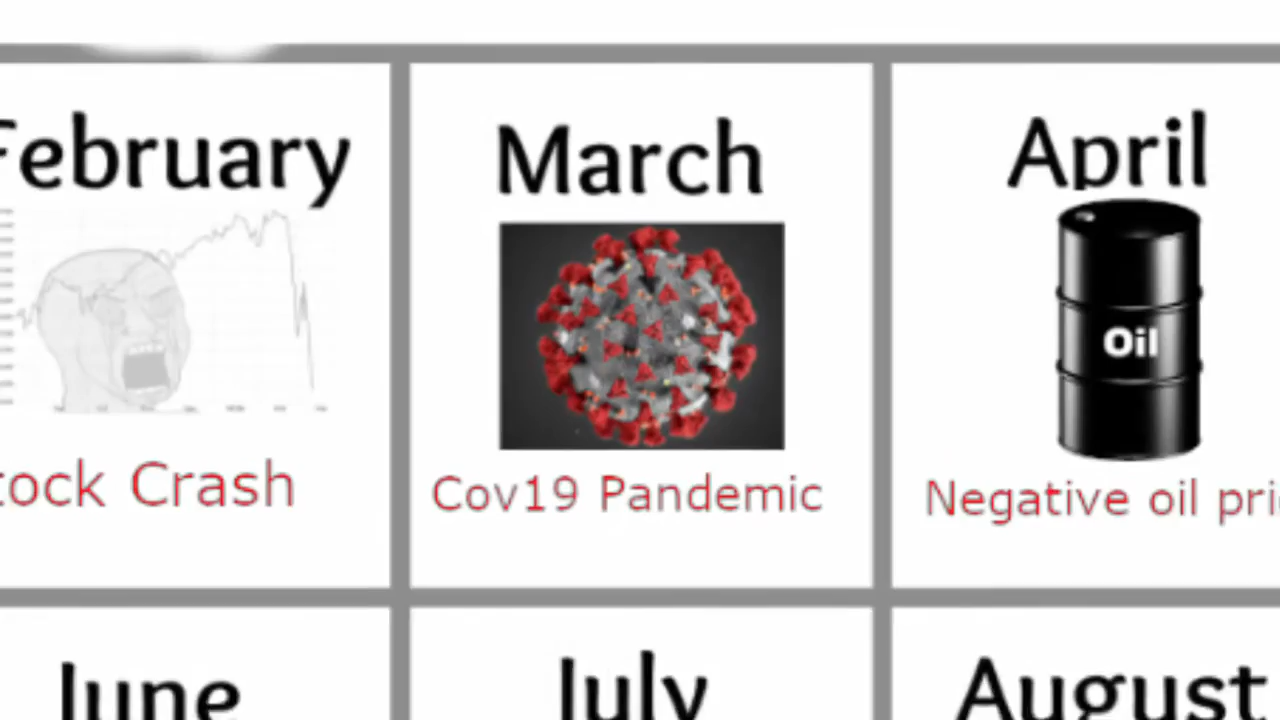 February
March
April
Oil
tock Crash
Cov19 Pandemic
Negative oil pri
June
July
August